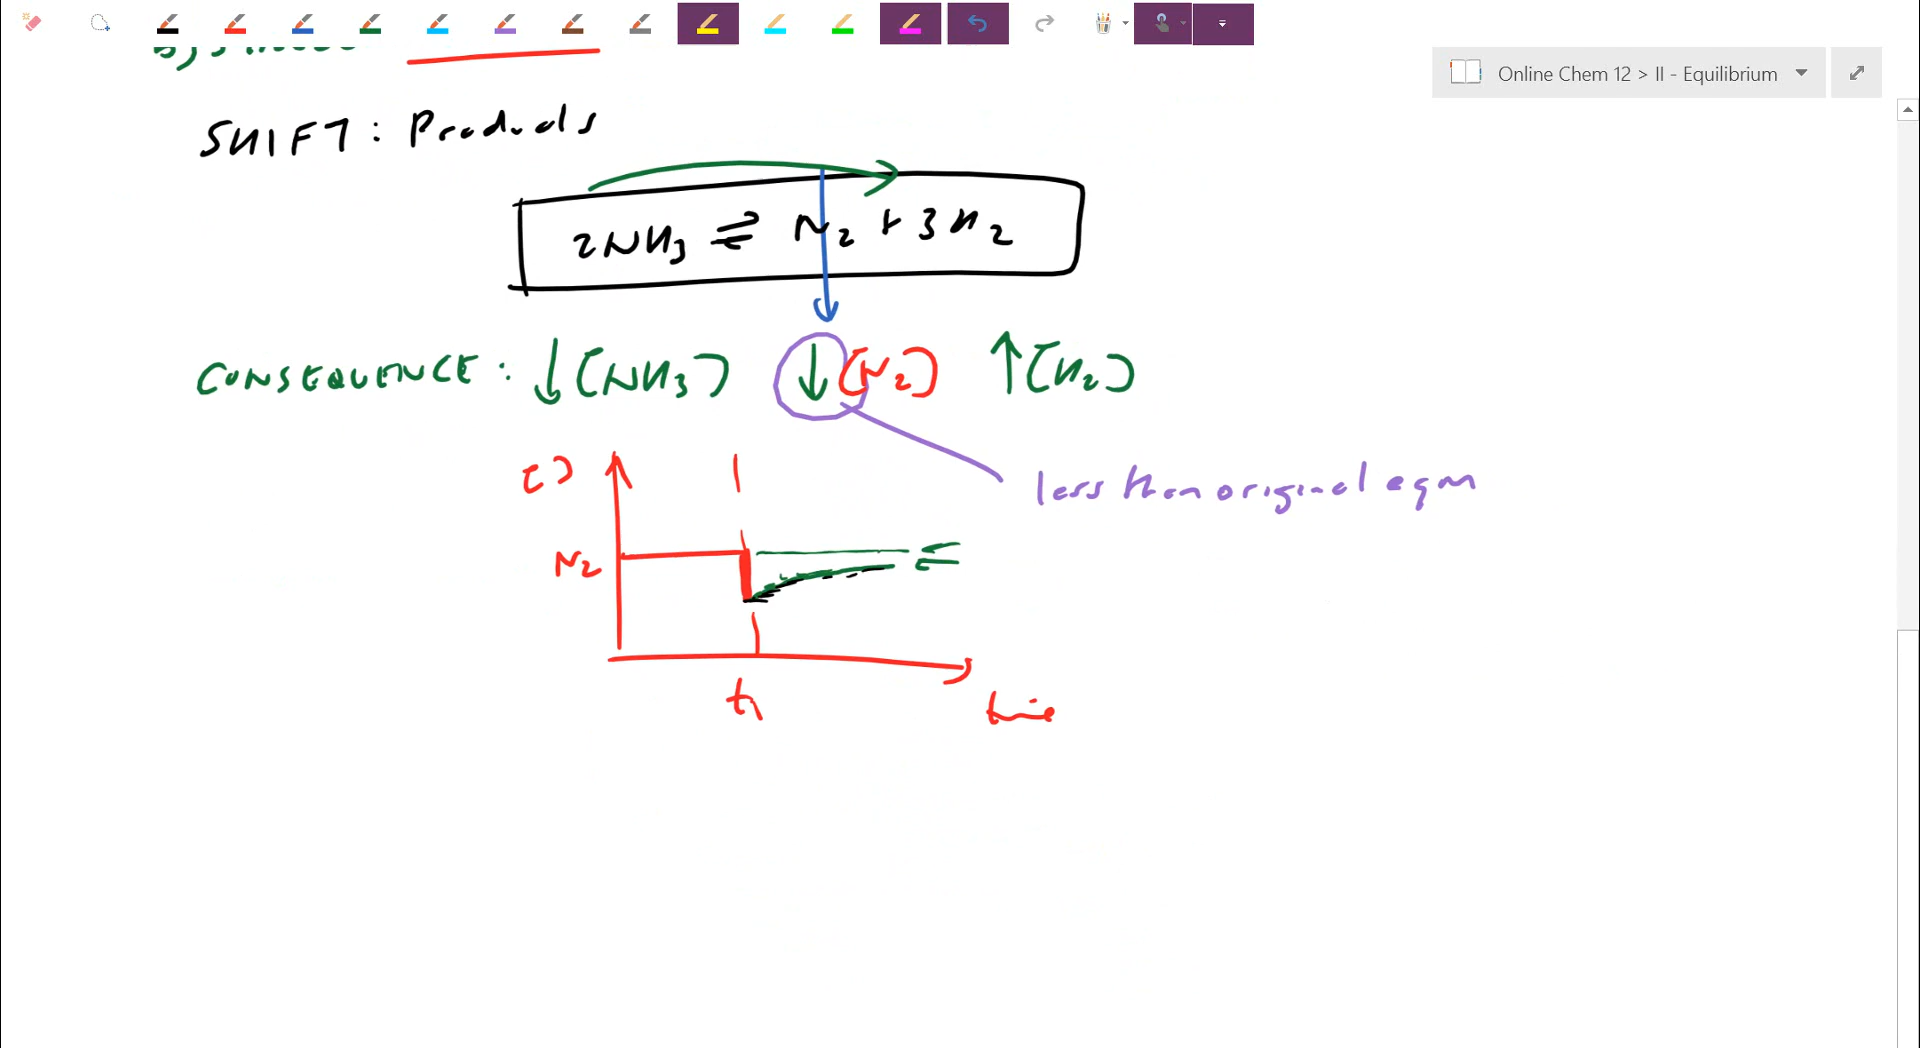 Online Chem 12 > II - Equilibrium
SHIFT: Products
2NH3 ⇌ N2 + 3H2
CONSEQUENCE: ↓[NH3] ↓[N2] ↑[H2]
[ ]
less than original eqm
N2
t1
time